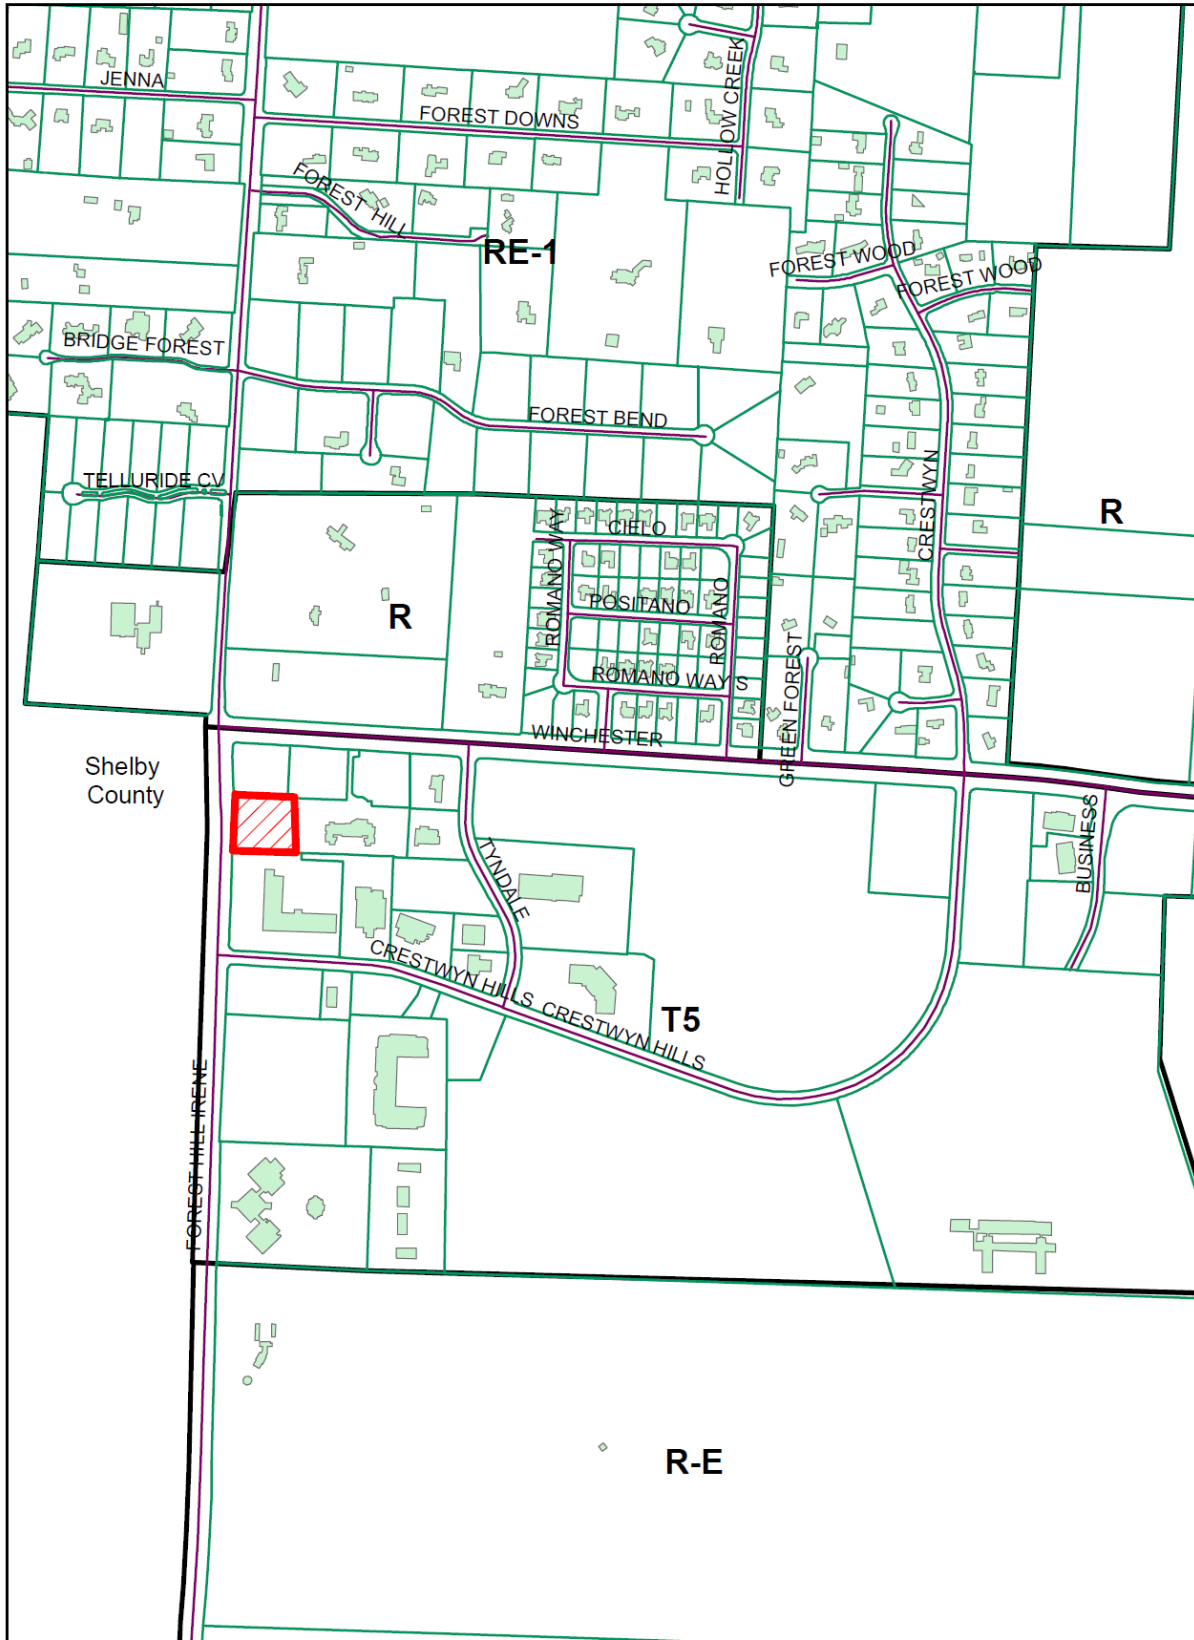 JENNA
HOLLOW CREEK
FOREST DOWNS
FOREST HILL
RE-1
FOREST WOOD
FOREST WOOD
BRIDGE FOREST
FOREST BEND
TELLURIDE CV
CRESTWYN
R
ROMANO WAY
CIELO
R
POSITANO
ROMANO
ROMANO WAY S
GREEN FOREST
WINCHESTER
Shelby
County
BUSINESS
TYNDALE
CRESTWYN HILLS
CRESTWYN HILLS
T5
FOREST HILL IRENE
R-E